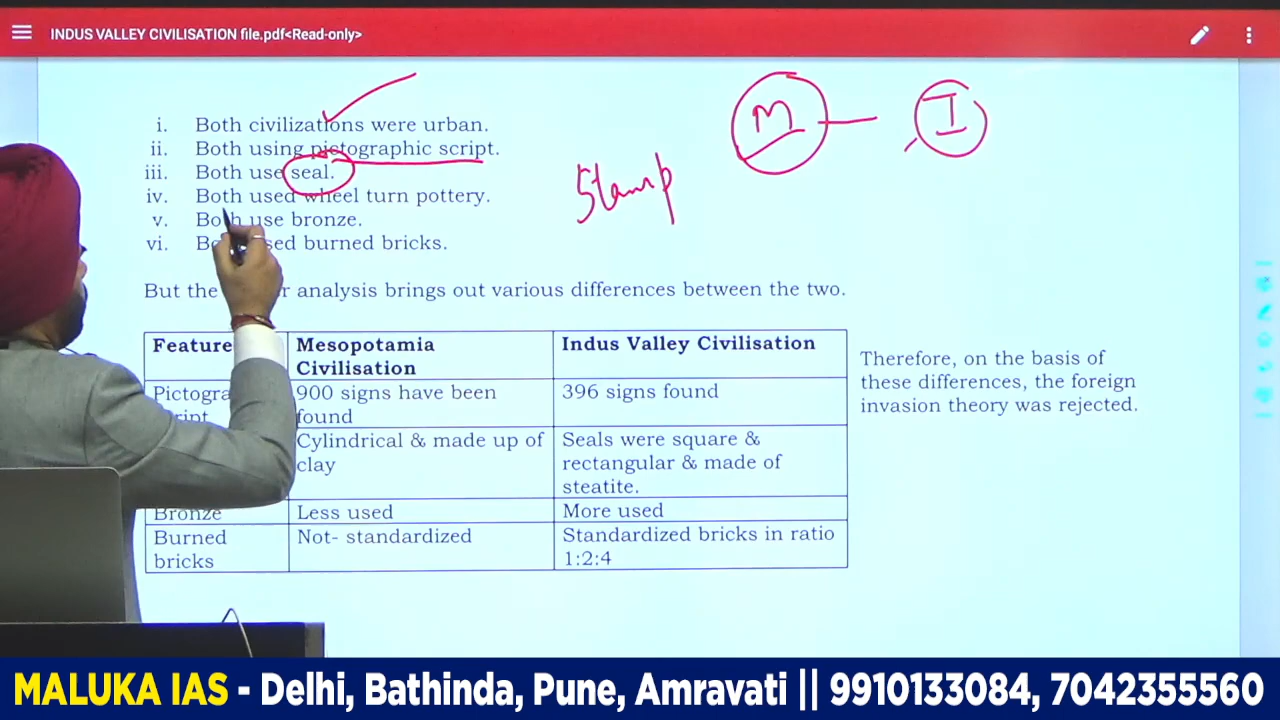 INDUS VALLEY CIVILISATION file.pdf<Read-only>
M I
i. Both civilizations were urban.
ii. Both using pictographic script.
iii. Both use seal.
Stamp
iv. Both used wheel turn pottery.
v. Both use bronze.
vi. used burned bricks.
But the analysis brings out various differences between the two.
Feature Mesopotamia Civilisation Indus Valley Civilisation
900 signs have been found 396 signs found
Cylindrical & made up of clay Seals were square & rectangular & made of steatite.
Bronze Less used More used
Burned bricks Not- standardized Standardized bricks in ratio 1:2:4
Therefore, on the basis of
these differences, the foreign
invasion theory was rejected.
MALUKA IAS - Delhi, Bathinda, Pune, Amravati || 9910133084, 7042355560